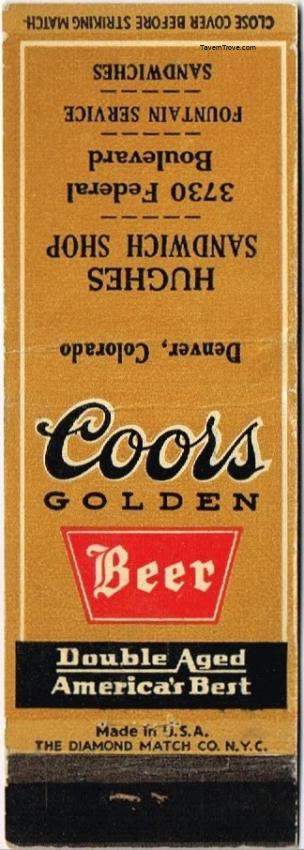 CLOSE COVER BEFORE STRIKING MATCH
TavernTrove.com
Denver, Colorado
HUGHES
SANDWICH SHOP
3730 Federal
Boulevard
FOUNTAIN SERVICE
SANDWICHES
Coors
GOLDEN
Beer
Double Aged
America's Best
Made in U.S.A.
THE DIAMOND MATCH CO. N.Y.C.